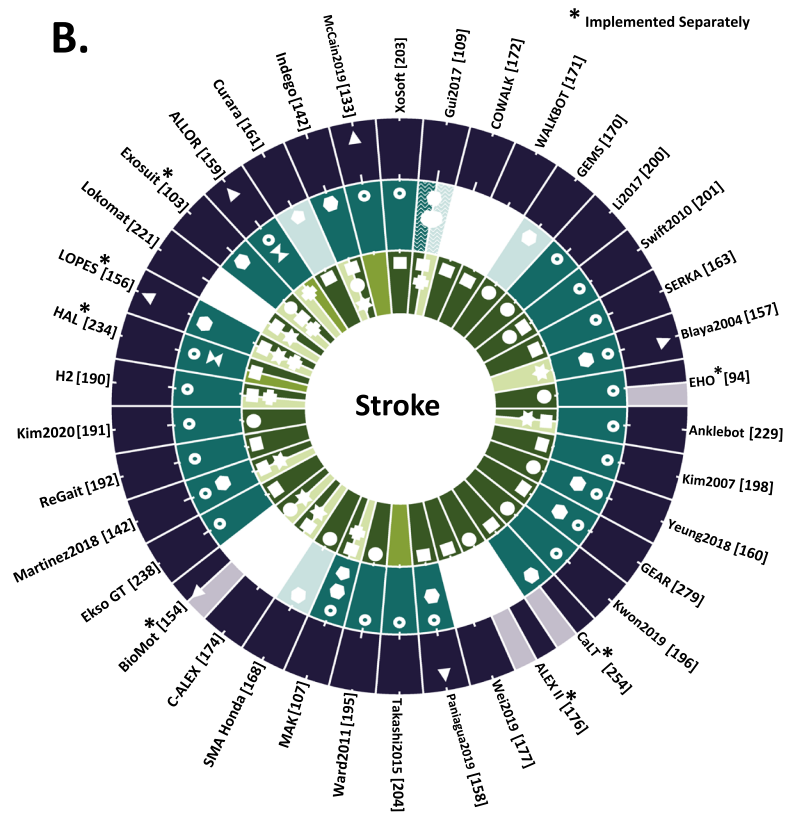 B.
* Implemented Separately
XoSoft [203]
Gui2017 [109]
COWALK [172]
WALKBOT [171]
GEMS [170]
Li2017 [200]
Swift2010 [201]
SERKA [163]
Blaya2004 [157]
EHO* [94]
Anklebot [229]
Kim2007 [198]
Yeung2018 [160]
GEAR [279]
Kwon2019 [196]
CaLT* [254]
ALEX II* [176]
Wei2019 [177]
Paniagua2019 [158]
Takashi2015 [204]
Ward2011 [195]
MAK [107]
SMA Honda [168]
C-ALEX [174]
BioMot* [154]
Ekso GT [238]
Martinez2018 [142]
ReGait [192]
Kim2020 [191]
H2 [190]
HAL* [234]
LOPES* [156]
Lokomat [221]
Exosuit* [103]
ALLOR [159]
Curara [161]
Indego [142]
McCain2019 [133]
Stroke